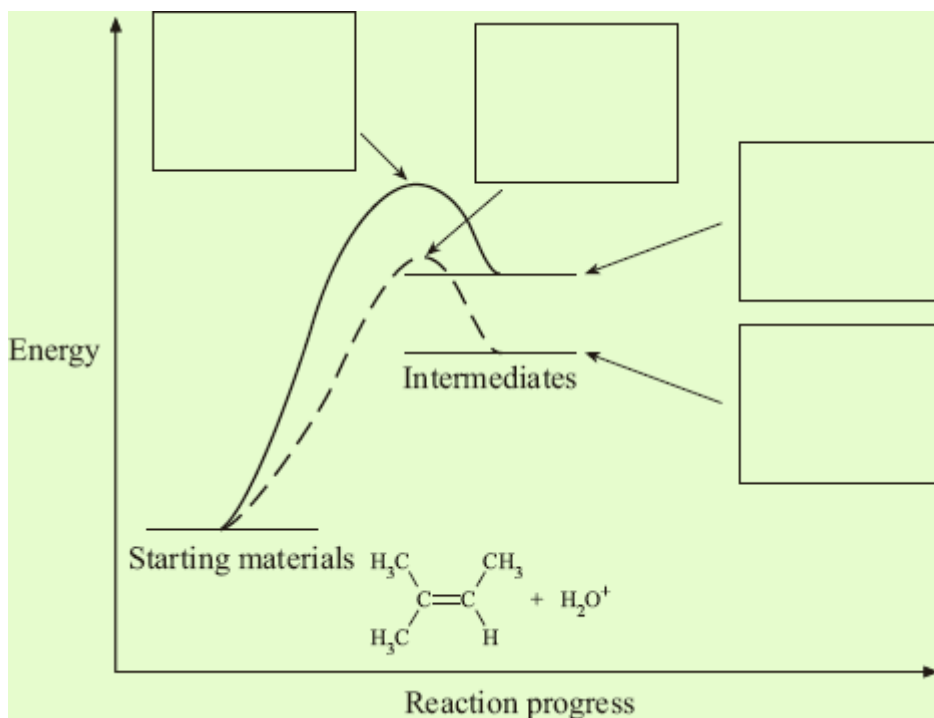 Energy
Intermediates
Starting materials
H₃C CH₃
C=C + H₂O⁺
H₃C H
Reaction progress